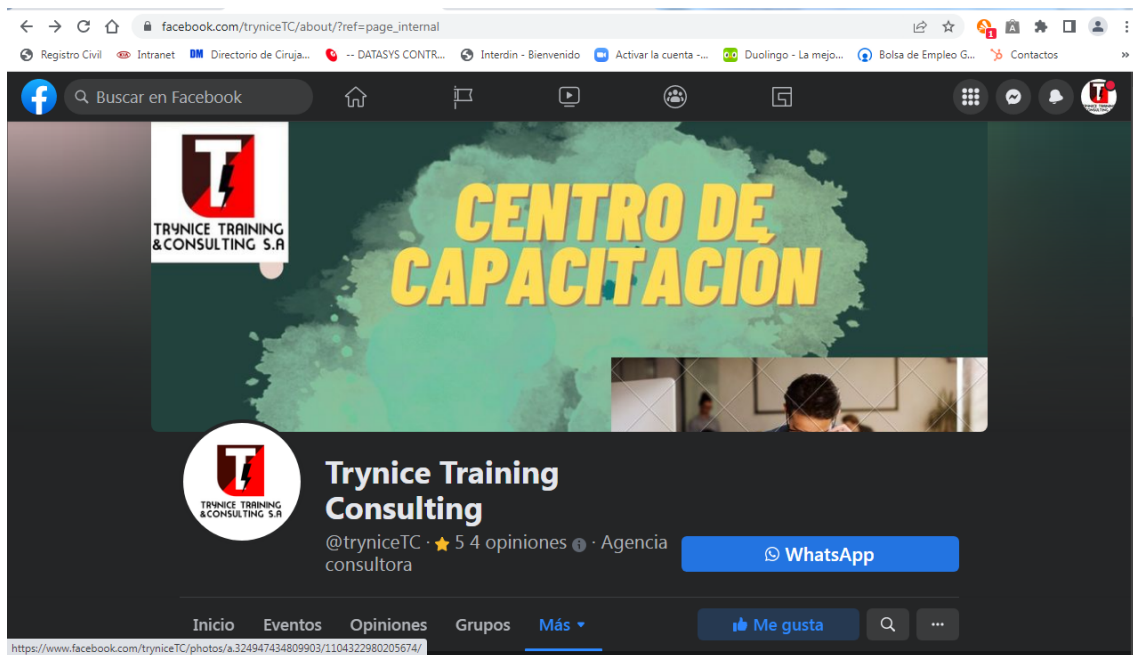 facebook.com/tryniceTC/about/?ref=page_internal
Registro Civil Intranet DM Directorio de Ciruja... -- DATASYS CONTR... Interdin - Bienvenido Activar la cuenta -... Duolingo - La mejo... Bolsa de Empleo G... Contactos »
Buscar en Facebook
TRYNICE TRAINING
&CONSULTING S.A
CENTRO DE
CAPACITACIÓN
TRYNICE TRAINING
&CONSULTING S.A
Trynice Training
Consulting
@tryniceTC · 5 4 opiniones · Agencia
consultora
WhatsApp
Inicio Eventos Opiniones Grupos Más Me gusta
https://www.facebook.com/tryniceTC/photos/a.324947434809903/1104322980205674/